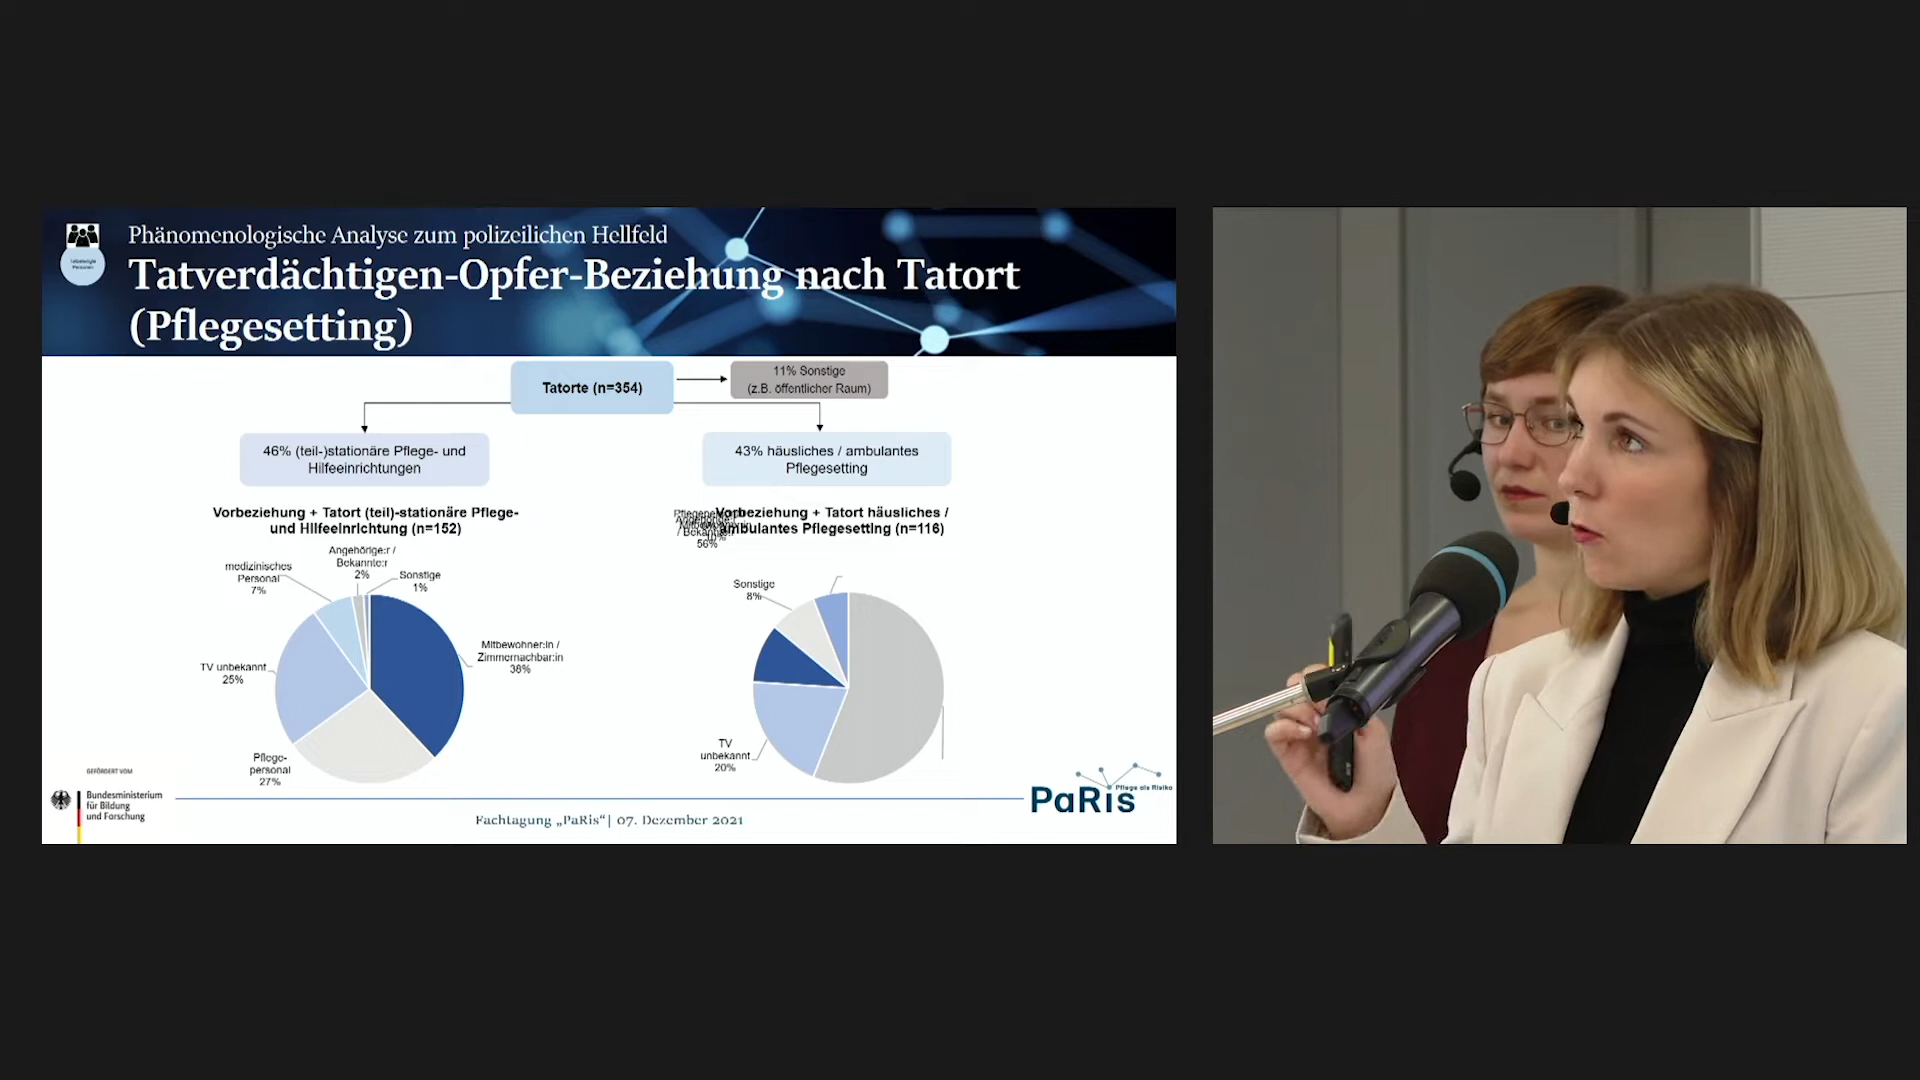 Phänomenologische Analyse zum polizeilichen Hellfeld
Tatverdächtigen-Opfer-Beziehung nach Tatort
(Pflegesetting)
Tatorte (n=354)
11% Sonstige
(z.B. öffentlicher Raum)
46% (teil-)stationäre Pflege- und
Hilfeeinrichtungen
43% häusliches / ambulantes
Pflegesetting
Vorbeziehung + Tatort (teil)-stationäre Pflege-
und Hilfeeinrichtung (n=152)
Angehörige:r /
Bekannte:r
2%
medizinisches
Personal
7%
Sonstige
1%
Mitbewohner:in /
Zimmernachbar:in
38%
TV unbekannt
25%
Pflege-
personal
27%
Vorbeziehung + Tatort häusliches /
ambulantes Pflegesetting (n=116)
56%
Sonstige
8%
TV
unbekannt
20%
GEFÖRDERT VOM
Bundesministerium
für Bildung
und Forschung
Fachtagung „PaRis“| 07. Dezember 2021
PaRis
Pflege als Risiko